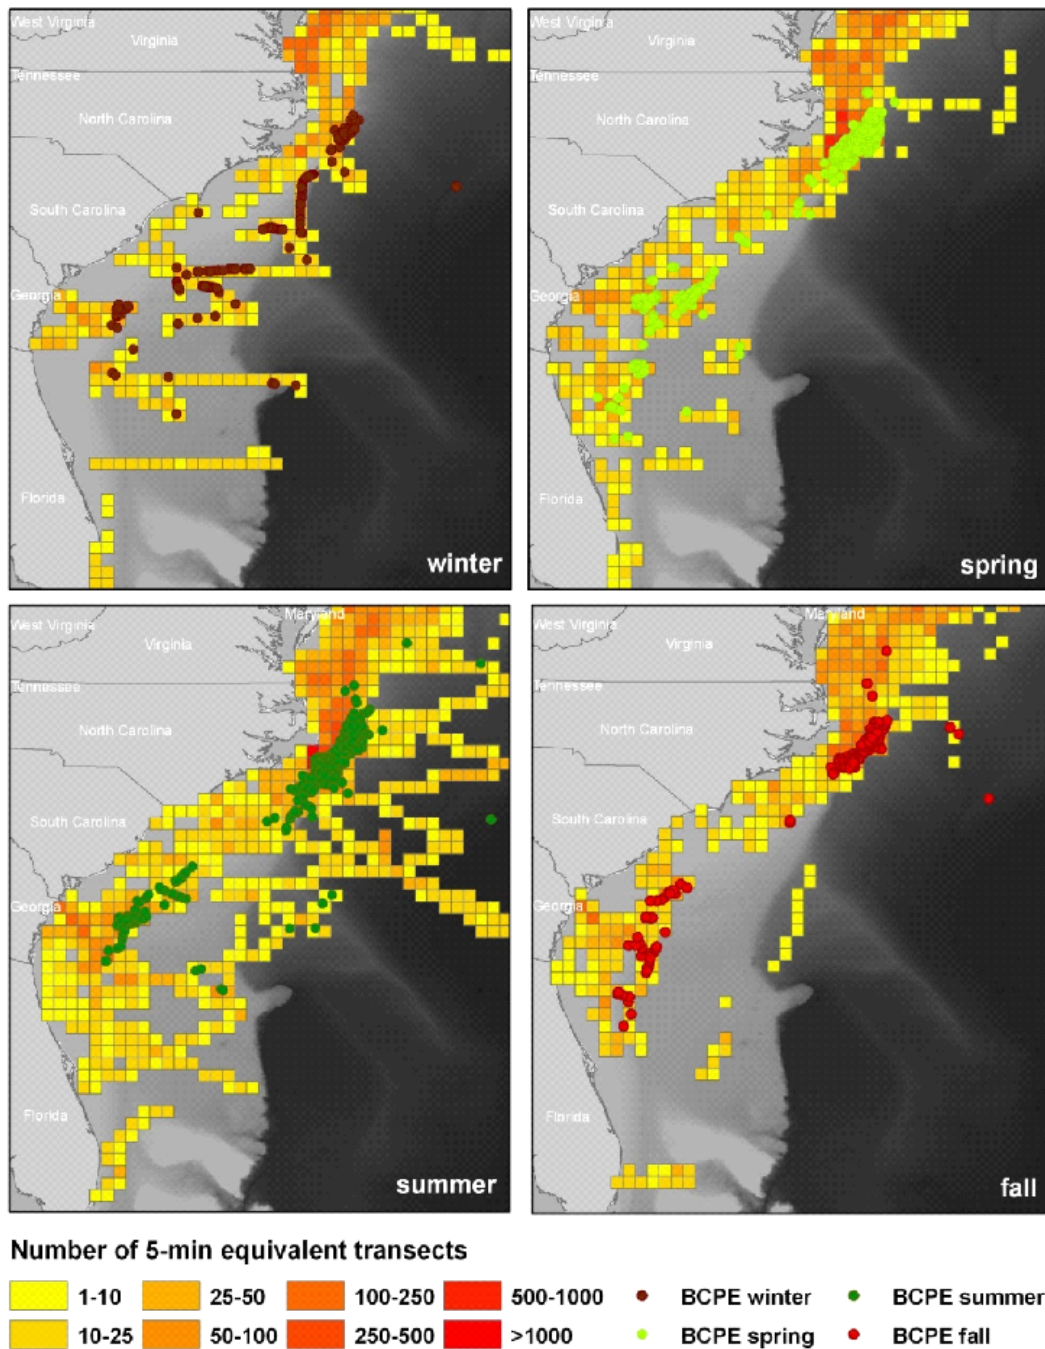 West Virginia
Virginia
Tennessee
North Carolina
South Carolina
Georgia
Florida
winter
West Virginia
Virginia
Tennessee
North Carolina
South Carolina
Georgia
Florida
spring
Maryland
West Virginia
Virginia
Tennessee
North Carolina
South Carolina
Georgia
Florida
summer
Maryland
West Virginia
Virginia
Tennessee
North Carolina
South Carolina
Georgia
Florida
fall
Number of 5-min equivalent transects
1-10 25-50 100-250 500-1000 BCPE winter BCPE summer
10-25 50-100 250-500 >1000 BCPE spring BCPE fall